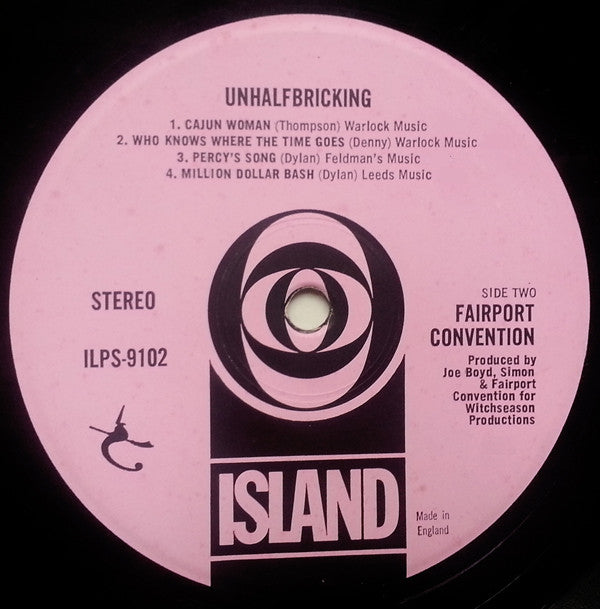 UNHALFBRICKING
1. CAJUN WOMAN (Thompson) Warlock Music
2. WHO KNOWS WHERE THE TIME GOES (Denny) Warlock Music
3. PERCY'S SONG (Dylan) Feldman's Music
4. MILLION DOLLAR BASH (Dylan) Leeds Music
STEREO
ILPS-9102
SIDE TWO
FAIRPORT
CONVENTION
Produced by
Joe Boyd, Simon
& Fairport
Convention for
Witchseason
Productions
ISLAND
Made in
England